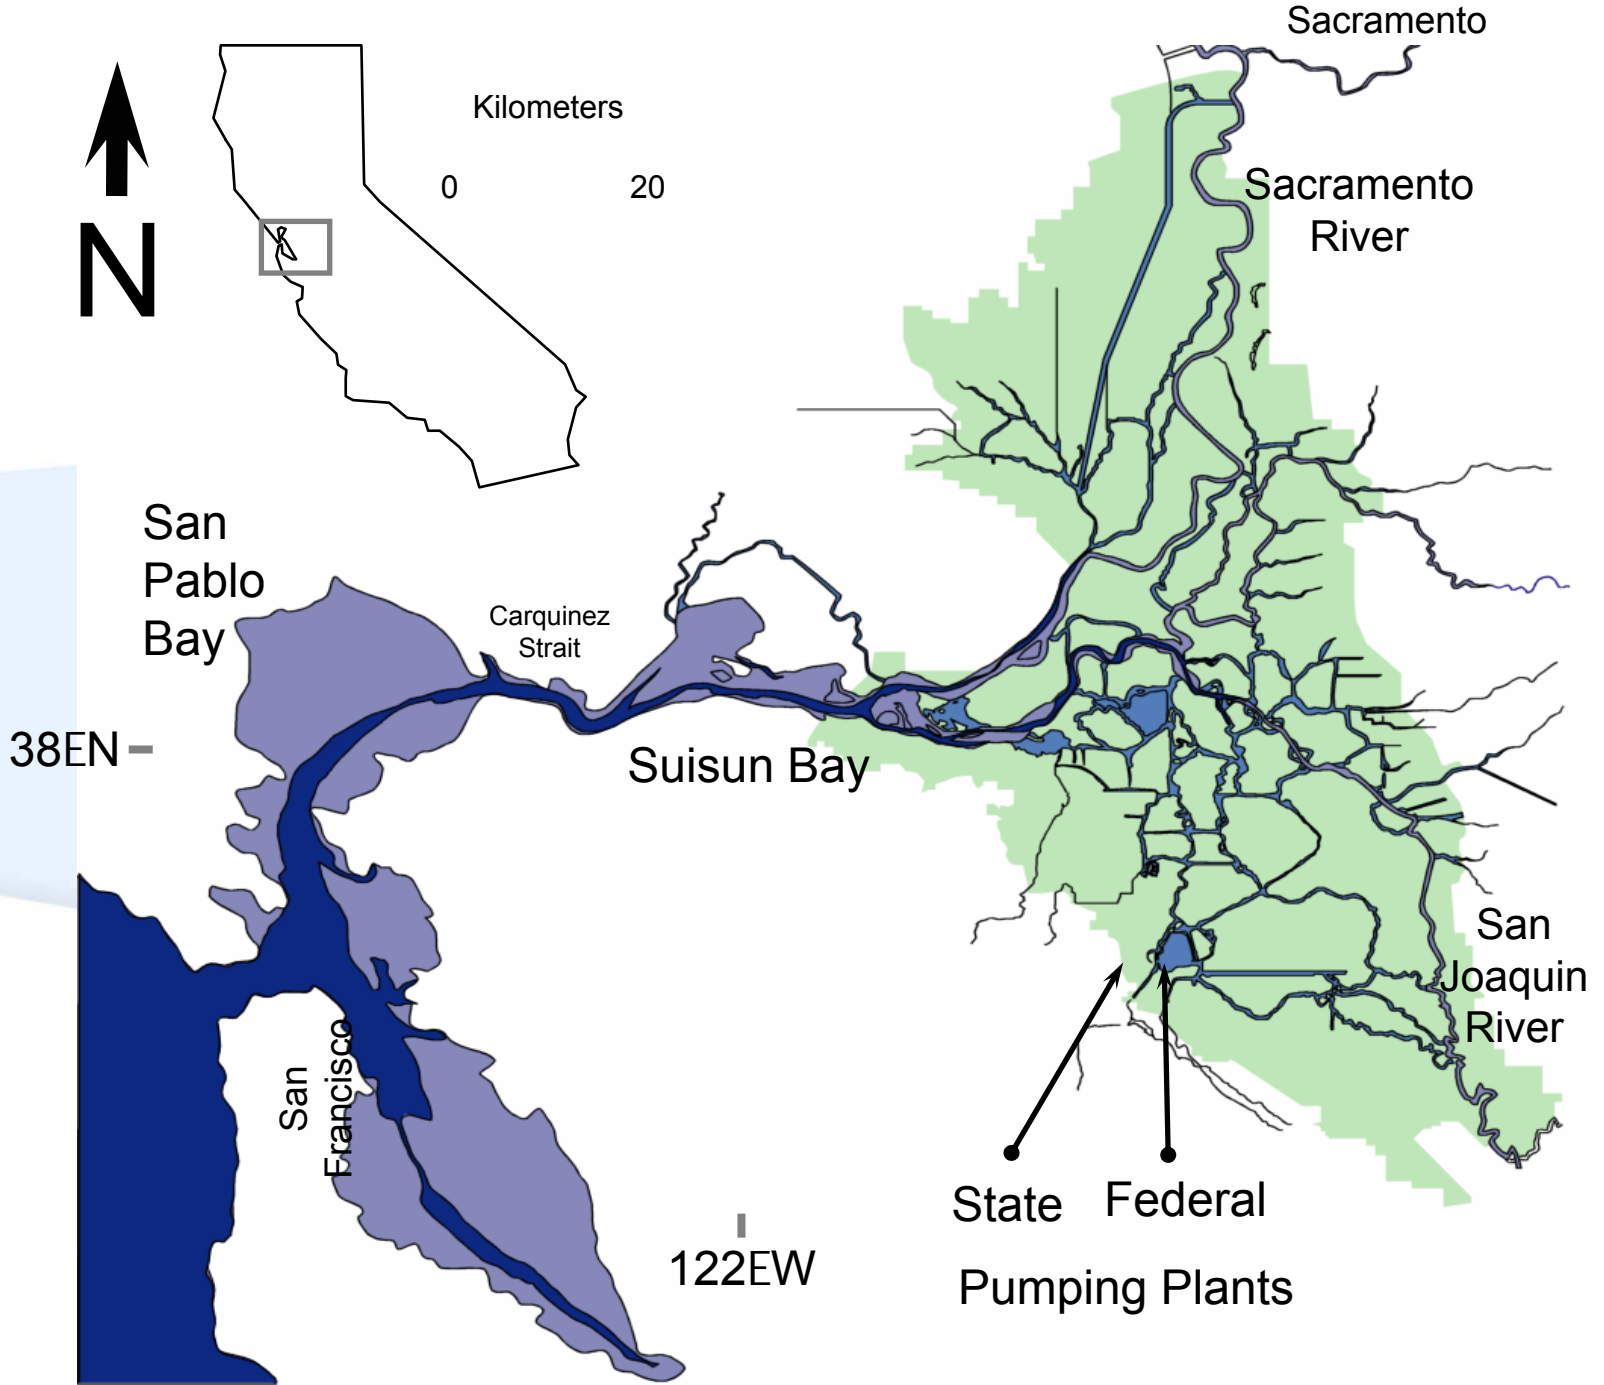 Sacramento
Kilometers
0 20
N
Sacramento
River
San
Pablo
Bay
Carquinez
Strait
38EN
Suisun Bay
San
Joaquin
River
San
Francisco
State Federal
122EW
Pumping Plants